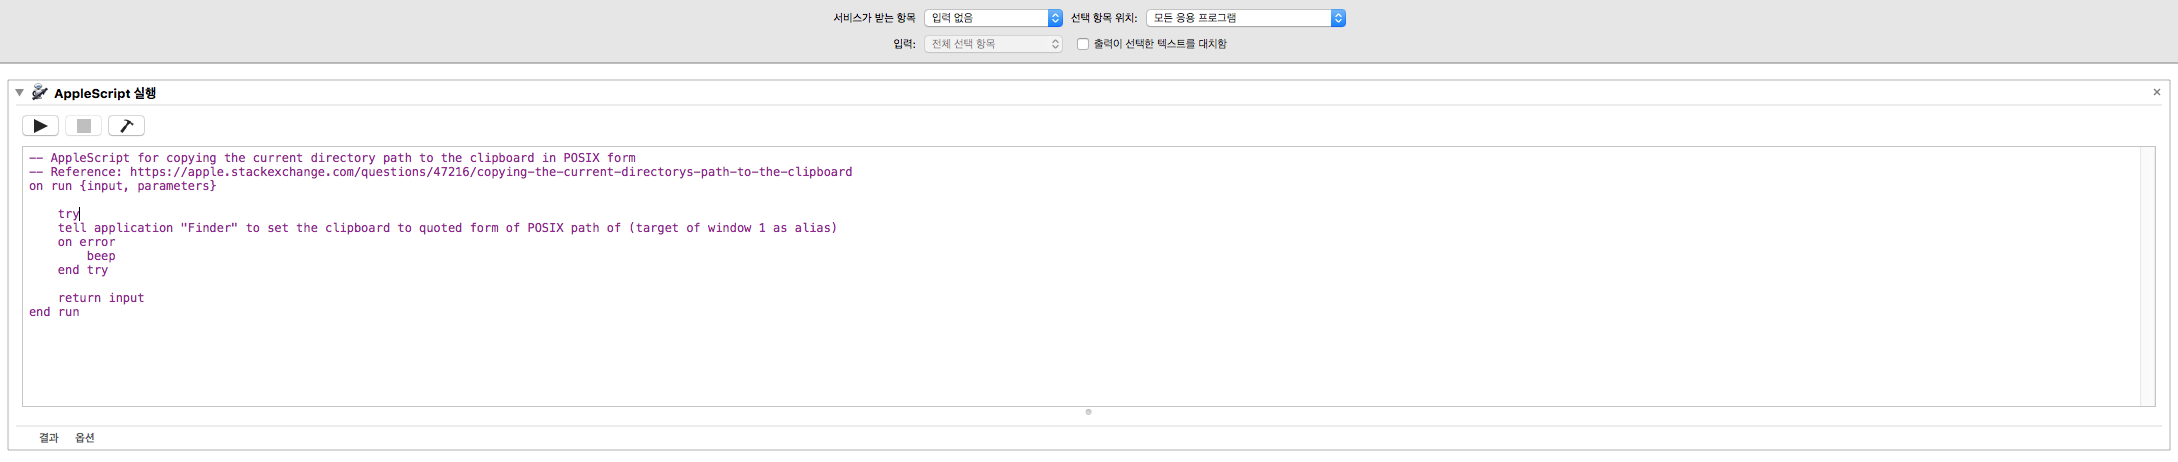 서비스가 받는 항목 입력 없음 선택 항목 위치: 모든 응용 프로그램
입력: 전체 선택 항목 출력이 선택한 텍스트를 대치함
AppleScript 실행
-- AppleScript for copying the current directory path to the clipboard in POSIX form
-- Reference: https://apple.stackexchange.com/questions/47216/copying-the-current-directorys-path-to-the-clipboard
on run {input, parameters}
try
tell application "Finder" to set the clipboard to quoted form of POSIX path of (target of window 1 as alias)
on error
beep
end try
return input
end run
결과 옵션